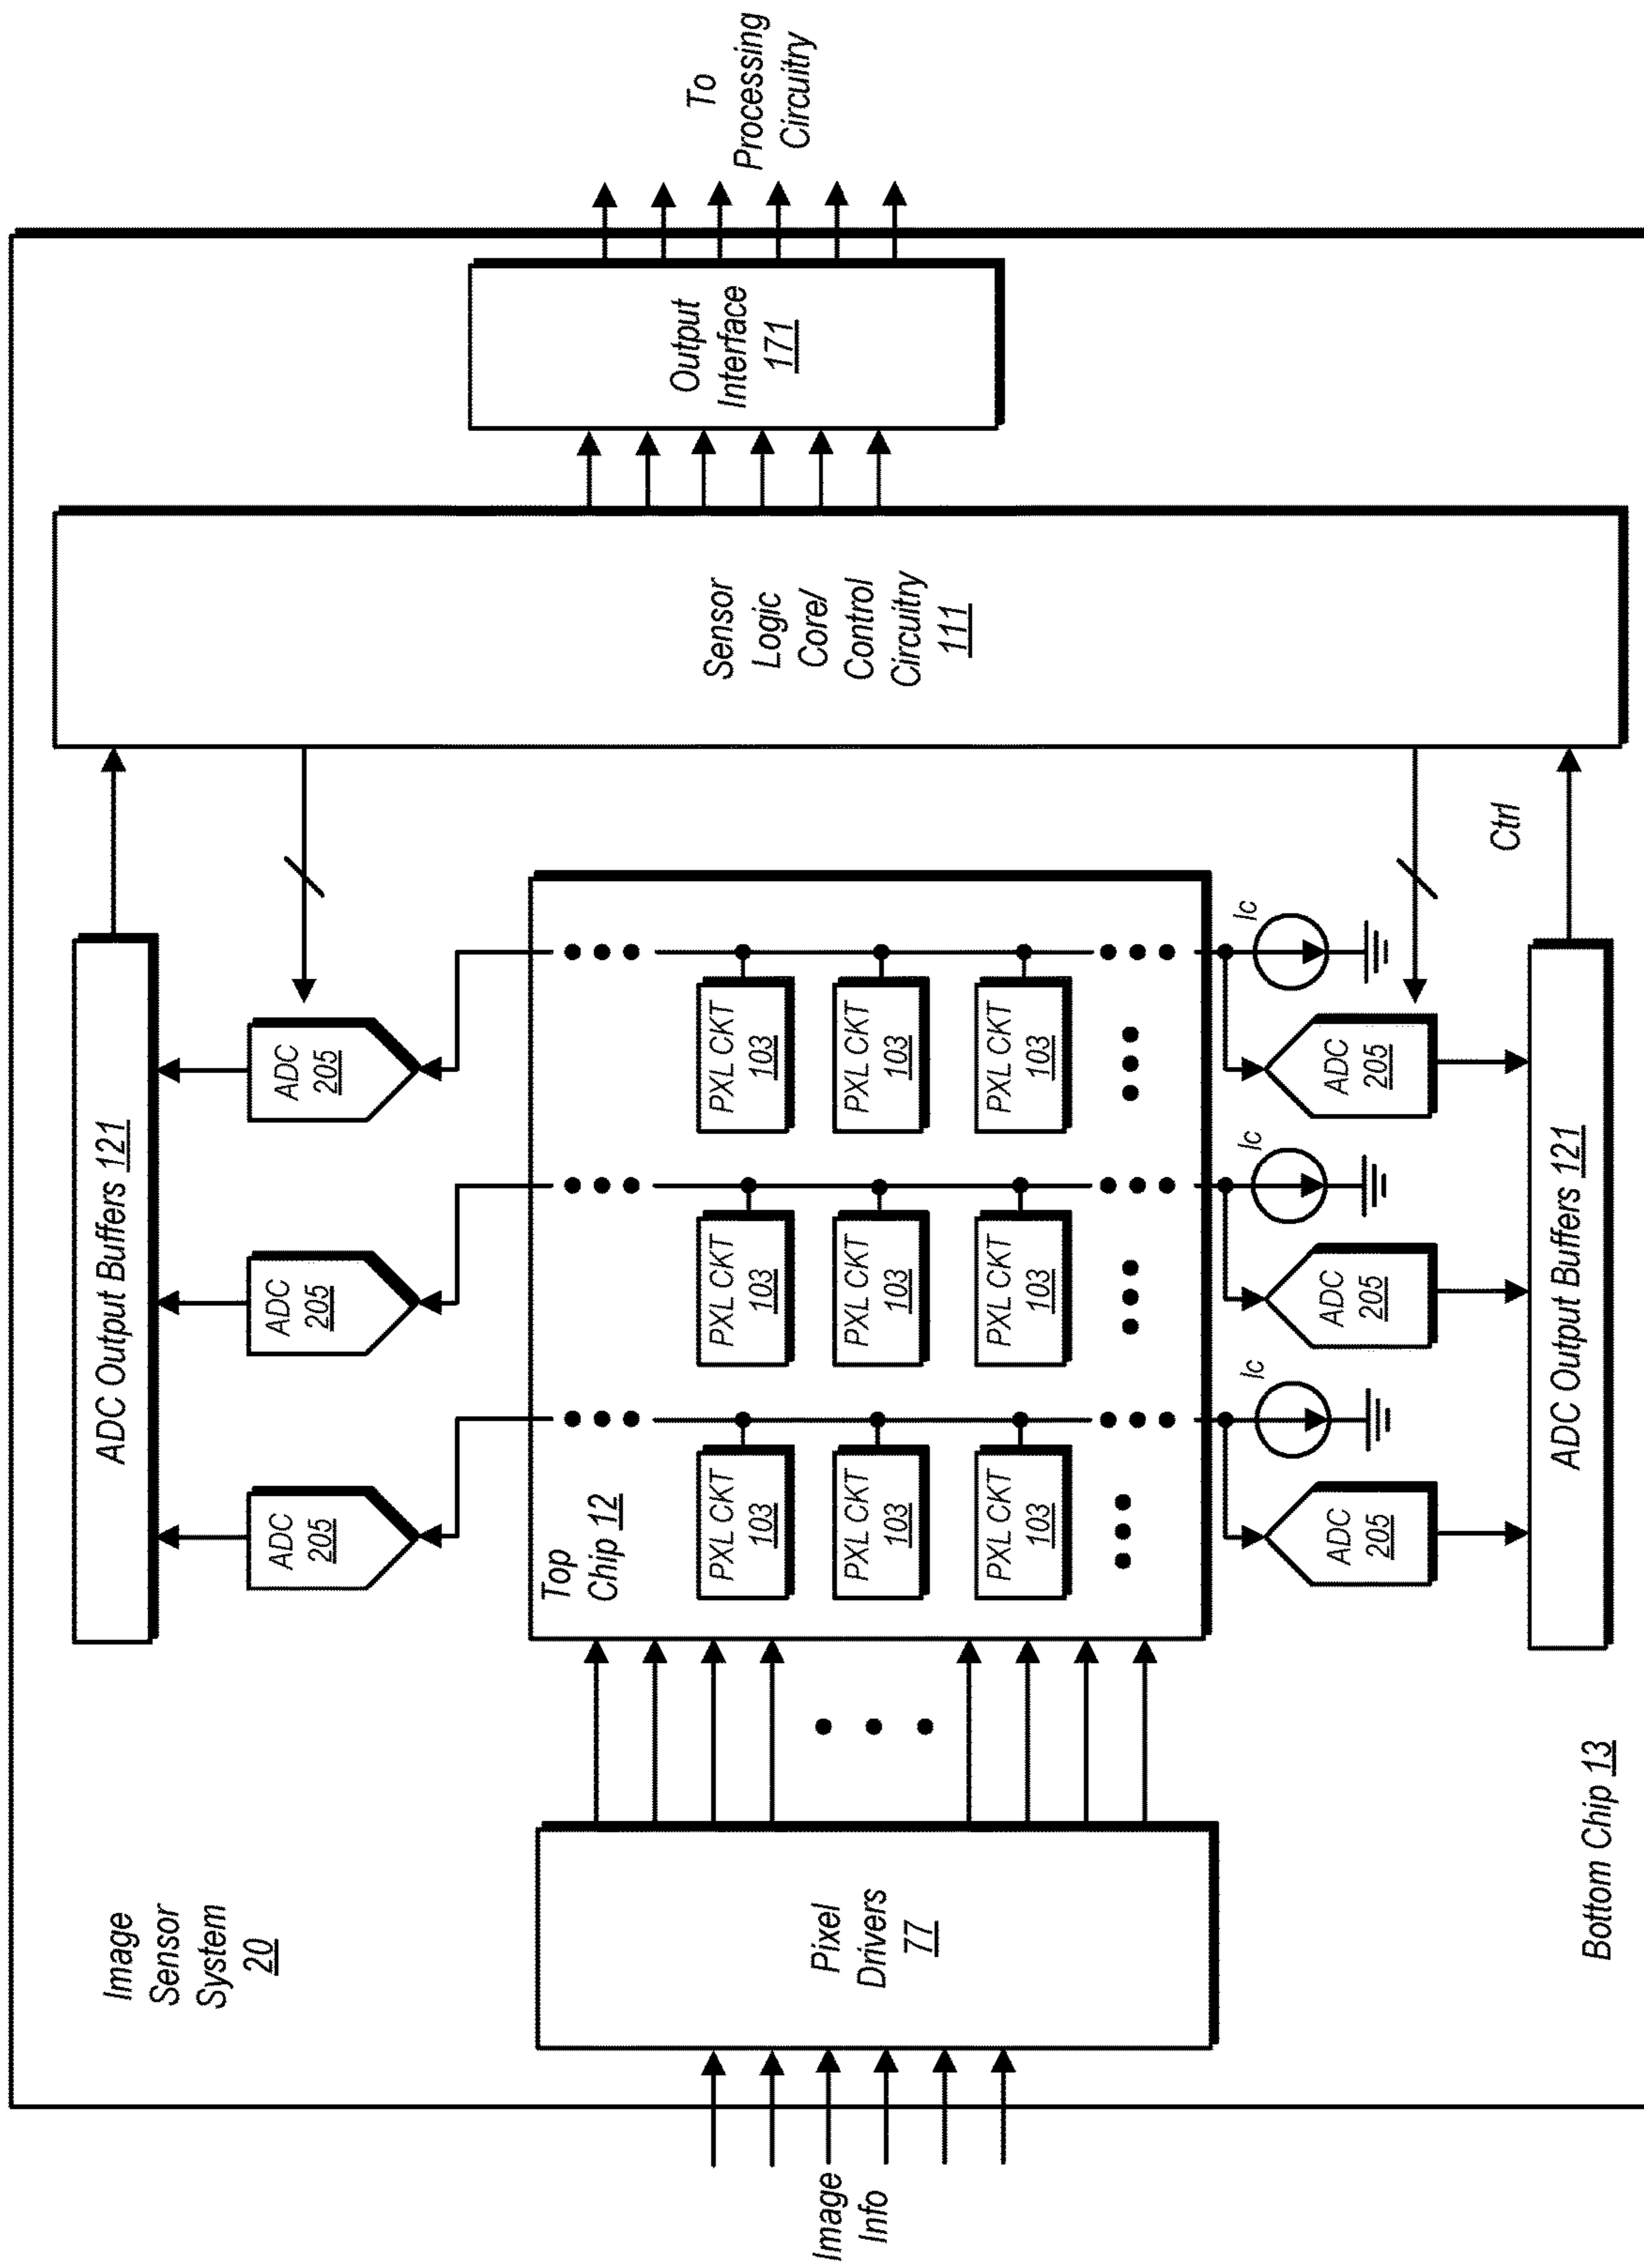 Image
Sensor
System
20
ADC Output Buffers 121
ADC
205
ADC
205
ADC
205
Image
Info
Pixel
Drivers
77
Top
Chip 12
PXL CKT
103
PXL CKT
103
PXL CKT
103
PXL CKT
103
PXL CKT
103
PXL CKT
103
PXL CKT
103
PXL CKT
103
PXL CKT
103
Ic
Ic
Ic
ADC
205
ADC
205
ADC
205
Ctrl
ADC Output Buffers 121
Bottom Chip 13
Sensor
Logic
Core/
Control
Circuitry
111
Output
Interface
171
To
Processing
Circuitry